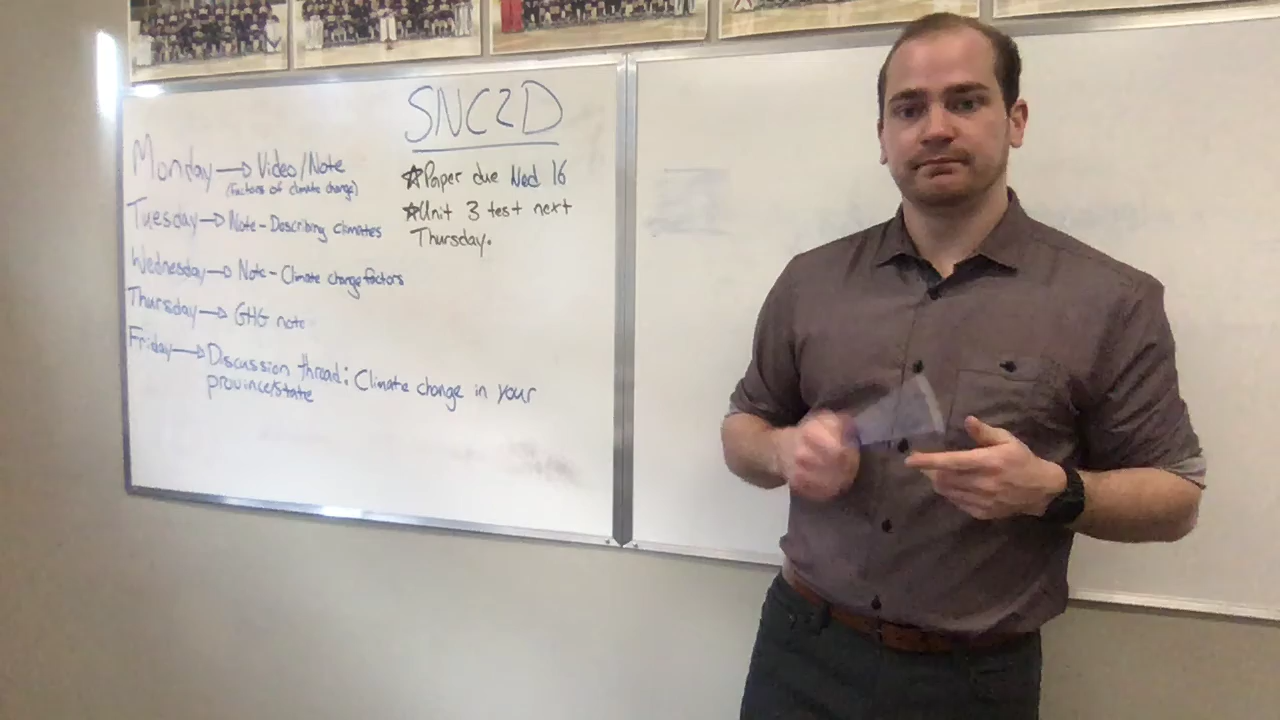 SNC2D
Monday → Video/Note
(Factors of climate change)
Tuesday → Note - Describing climates
Wednesday → Note - Climate change factors
Thursday → GHG note
Friday → Discussion thread: Climate change in your
province/state
☆Paper due Wed 16
☆Unit 3 test next
Thursday.